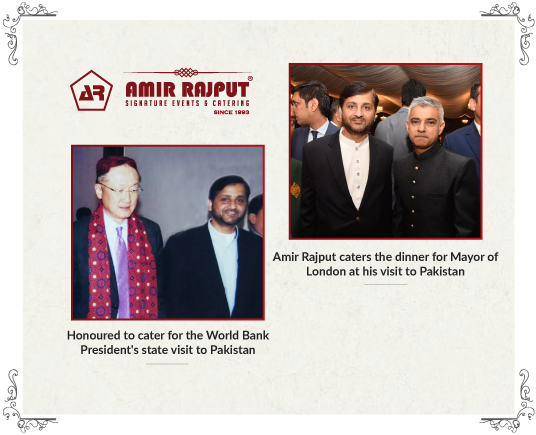 AR
AMIR RAJPUT®
SIGNATURE EVENTS & CATERING
SINCE 1993
Amir Rajput caters the dinner for Mayor of
London at his visit to Pakistan
Honoured to cater for the World Bank
President's state visit to Pakistan